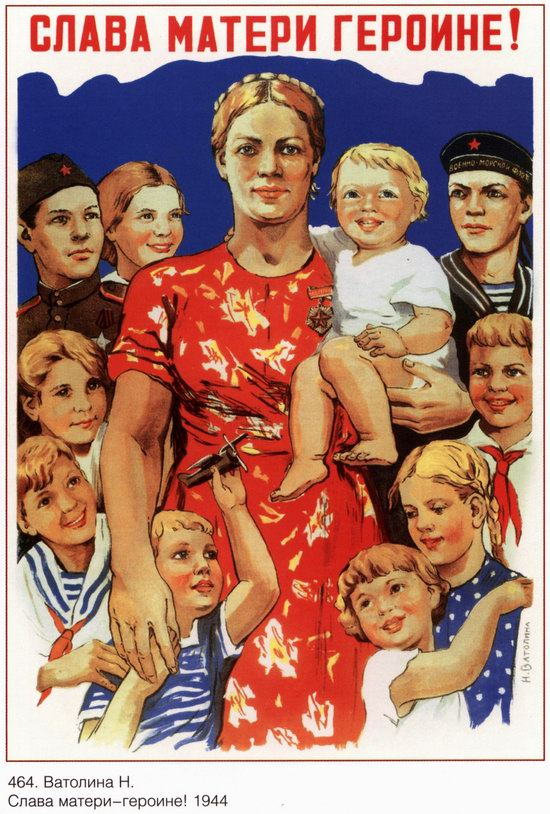 СЛАВА МАТЕРИ ГЕРОИНЕ!
ВОЕННО-МОРСКОЙ ФЛОТ
Н. ВАТОЛИНА
464. Ватолина Н.
Слава матери–героине! 1944